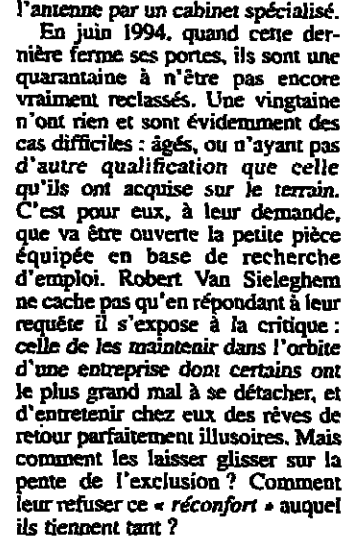 l'antenne par un cabinet spécialisé.
En juin 1994, quand cette der-
nière ferme ses portes, ils sont une
quarantaine à n'être pas encore
vraiment reclassés. Une vingtaine
n'ont rien et sont évidemment des
cas difficiles : âgés, ou n'ayant pas
d'autre qualification que celle
qu'ils ont acquise sur le terrain.
C'est pour eux, à leur demande,
que va être ouverte la petite pièce
équipée en base de recherche
d'emploi. Robert Van Sieleghem
ne cache pas qu'en répondant à leur
requête il s'expose à la critique :
celle de les maintenir dans l'orbite
d'une entreprise dont certains ont
le plus grand mal à se détacher, et
d'entretenir chez eux des rêves de
retour parfaitement illusoires. Mais
comment les laisser glisser sur la
pente de l'exclusion ? Comment
leur refuser ce « réconfort » auquel
ils tiennent tant ?